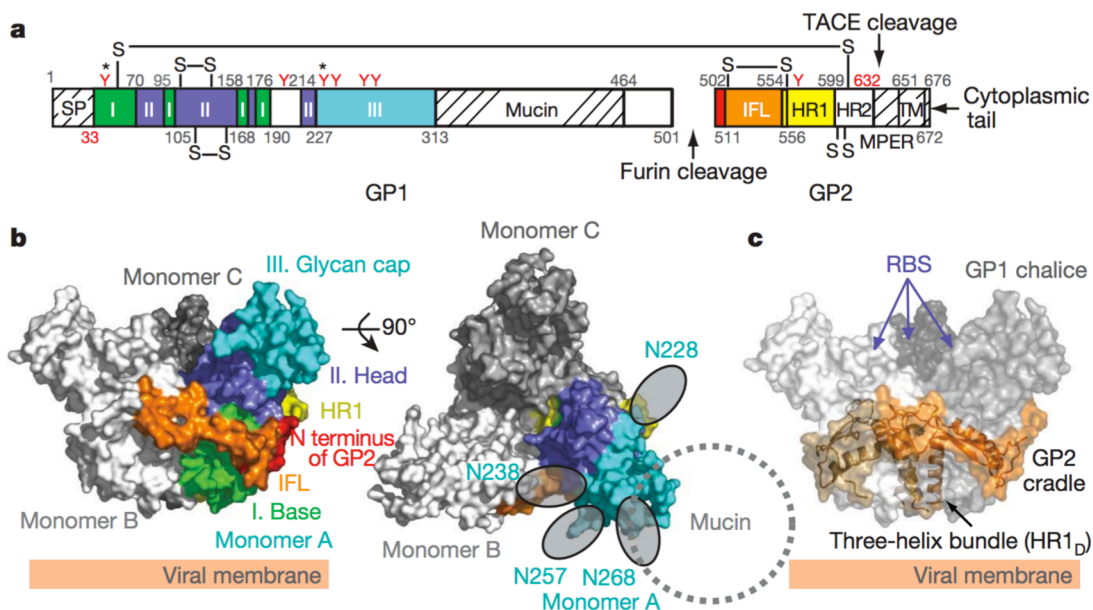 a
TACE cleavage
S
S—S
S—S
1
* Y
70
95
158
176
Y
214
* YY
YY
464
502
554
Y
599
632
651
676
SP
I
II
I
II
I
I
II
III
Mucin
IFL
HR1
HR2
TM
Cytoplasmic
tail
33
105
168
190
227
313
501
511
556
MPER
672
S—S
SS
Furin cleavage
GP1
GP2
b
Monomer C
III. Glycan cap
90°
II. Head
HR1
N terminus
of GP2
IFL
I. Base
Monomer B
Monomer A
Viral membrane
Monomer C
N228
N238
Mucin
Monomer B
N257
N268
Monomer A
c
RBS
GP1 chalice
GP2
cradle
Three-helix bundle (HR1D)
Viral membrane